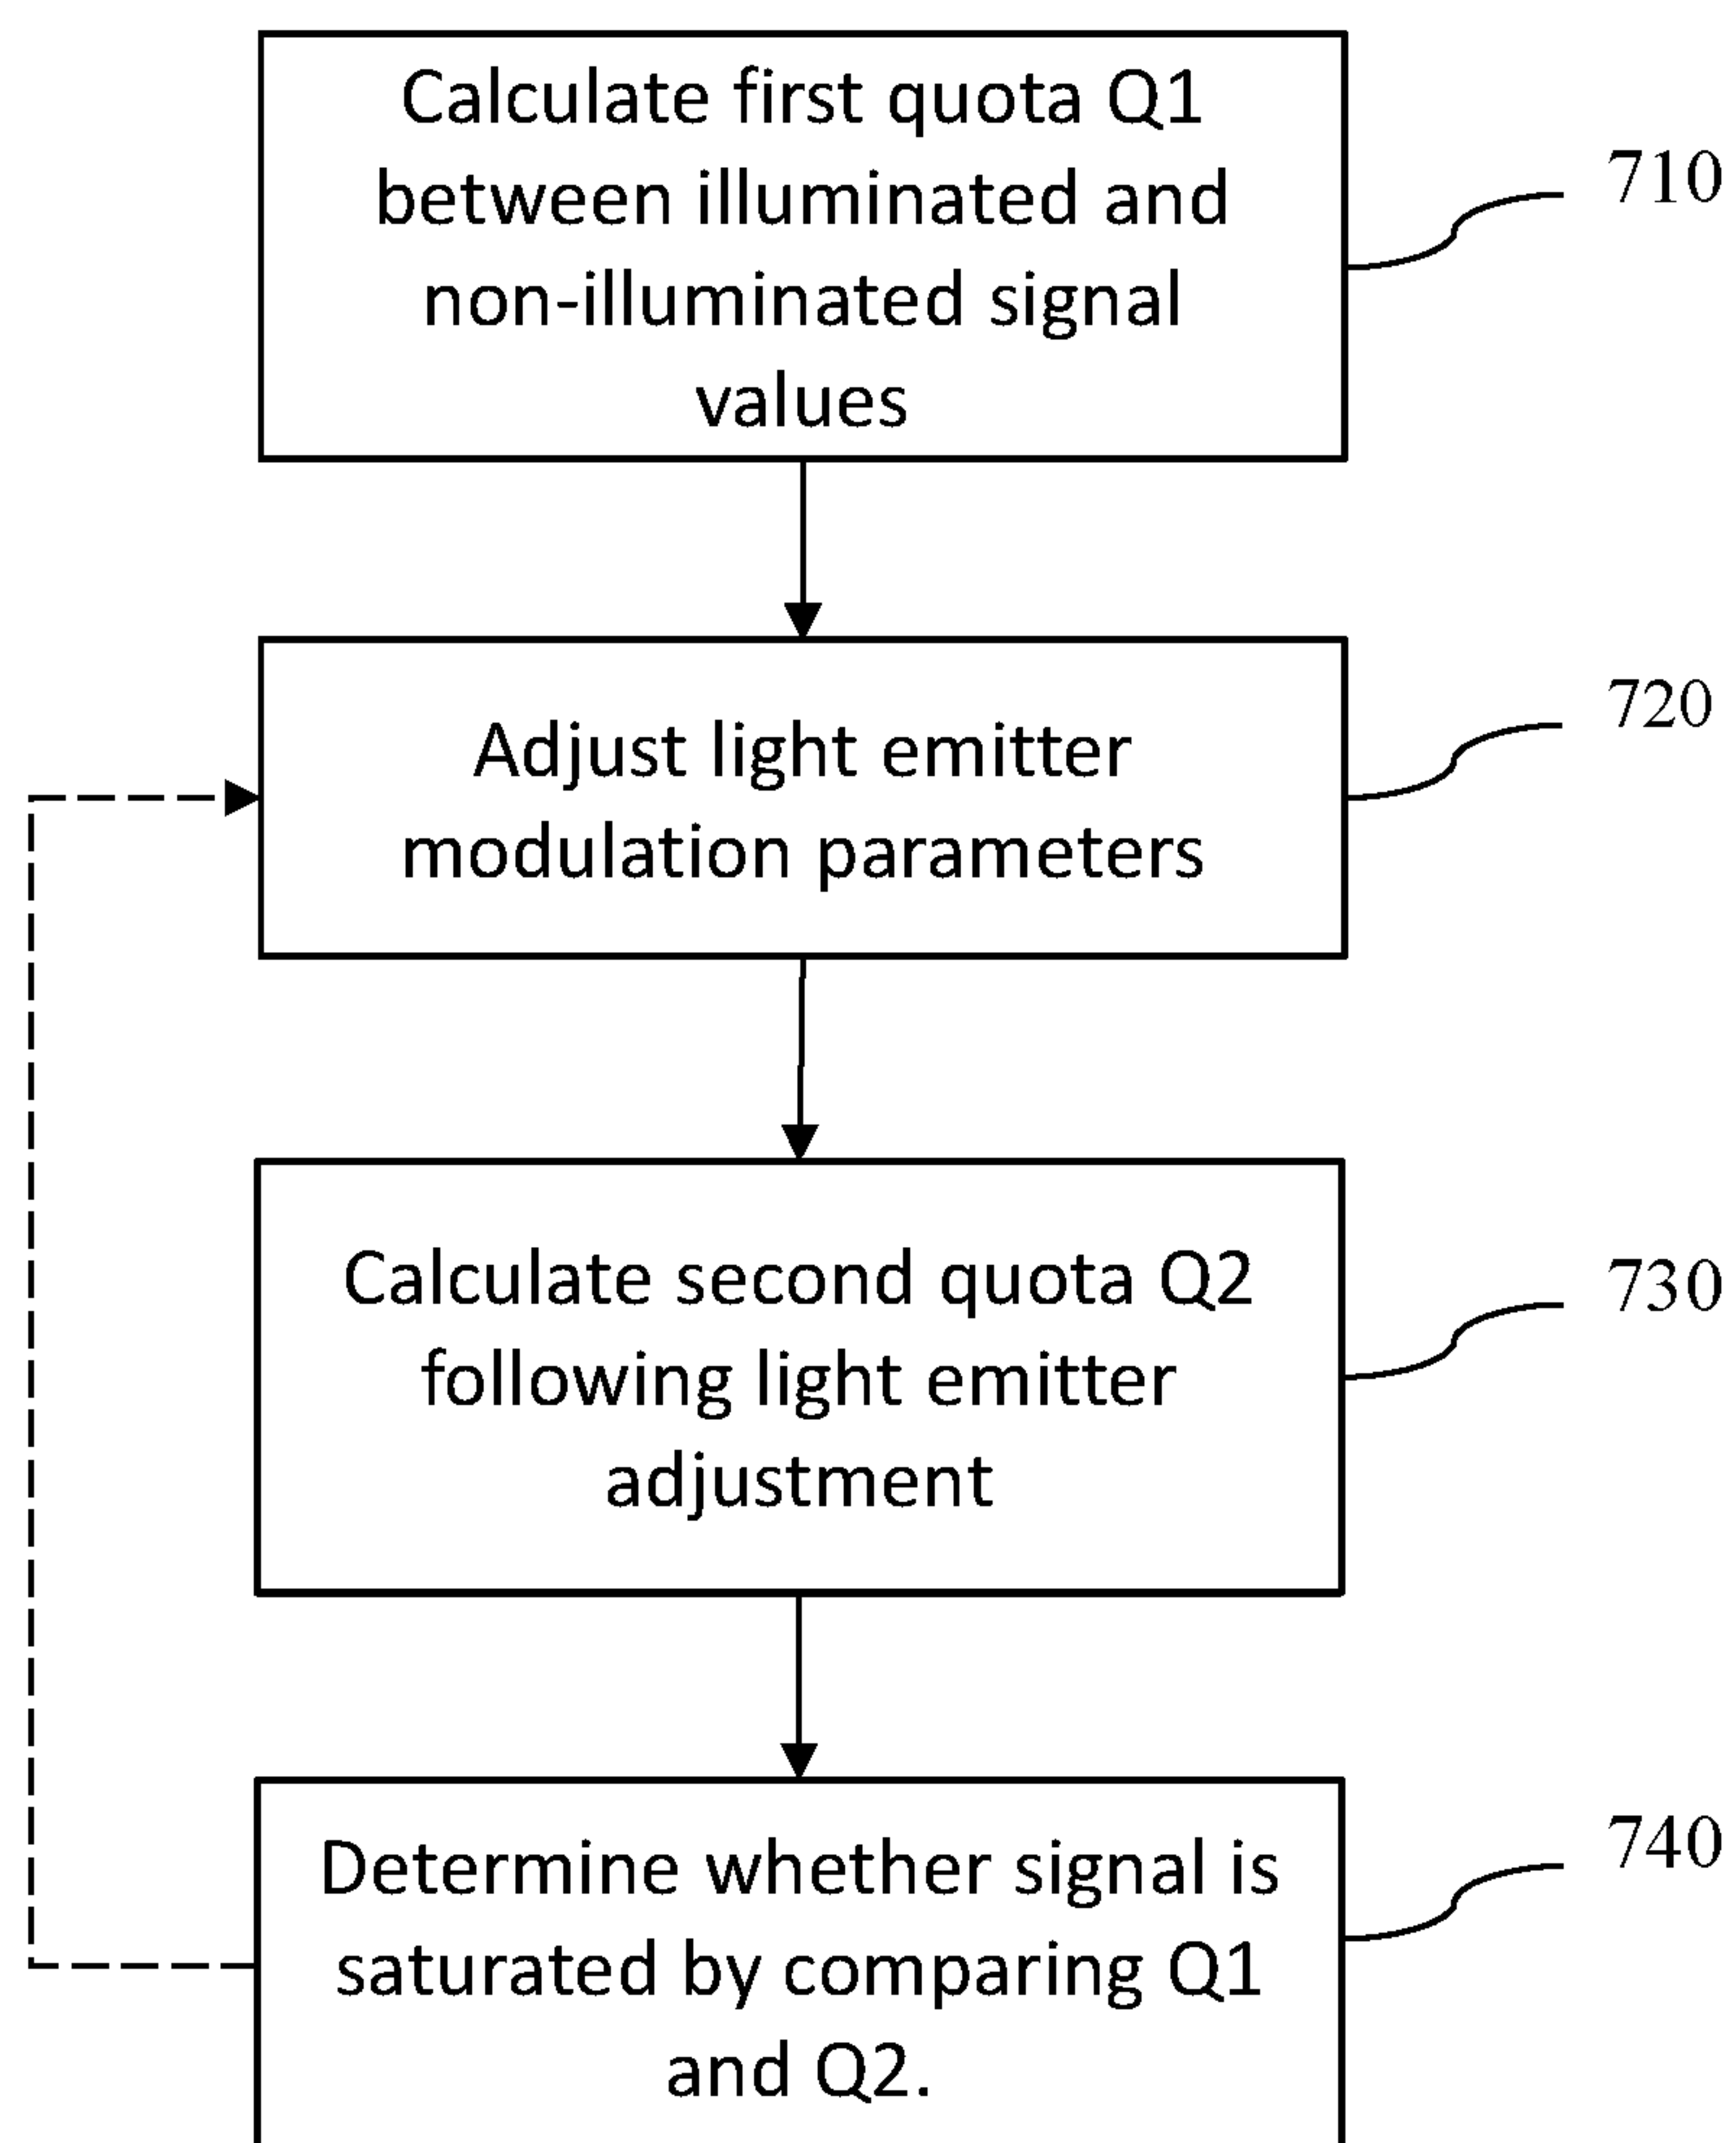 Calculate first quota Q1
between illuminated and
non-illuminated signal
values
710
Adjust light emitter
modulation parameters
720
Calculate second quota Q2
following light emitter
adjustment
730
Determine whether signal is
saturated by comparing Q1
and Q2.
740